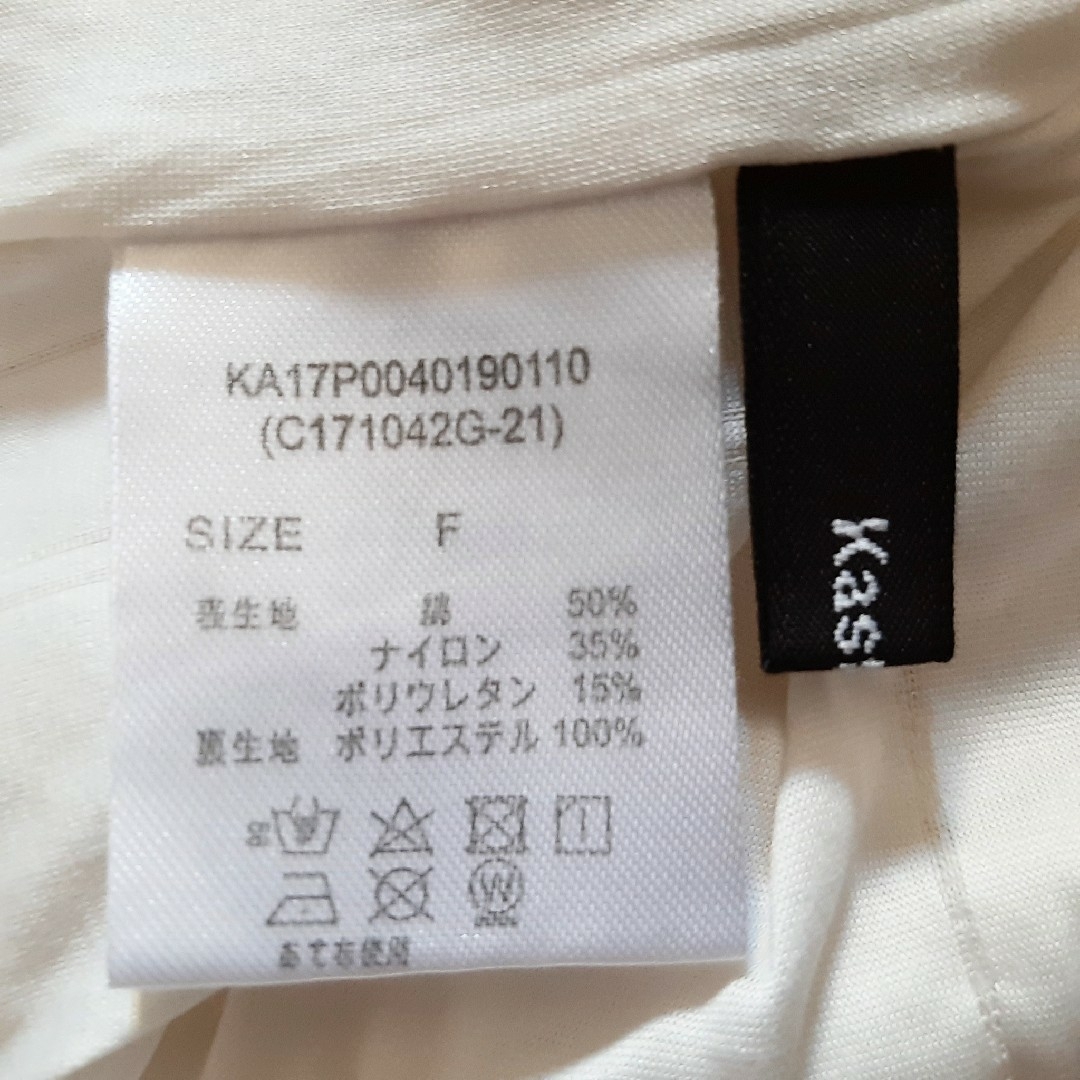 KA17P0040190110
(C171042G-21)
SIZE F
表生地 綿 50%
ナイロン 35%
ポリウレタン 15%
裏生地 ポリエステル 100%
W
あて布使用
Kas